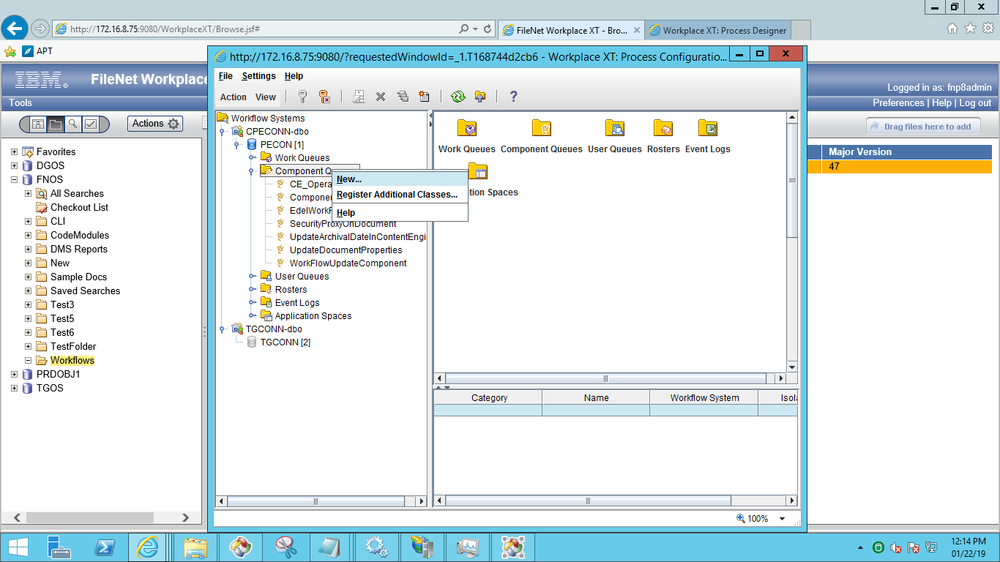 http://172.16.8.75:9080/WorkplaceXT/Browse.jsf#
FileNet Workplace XT - Bro...
Workplace XT: Process Designer
APT
IBM.
FileNet Workplace
Logged in as: fnp8admin
Tools
Preferences | Help | Log out
Actions
Drag files here to add
Favorites
DGOS
FNOS
All Searches
Checkout List
CLI
CodeModules
DMS Reports
New
Sample Docs
Saved Searches
Test3
Test5
Test6
TestFolder
Workflows
PRDOBJ1
TGOS
Major Version
47
http://172.16.8.75:9080/?requestedWindowId=_1.T168744d2cb6 - Workplace XT: Process Configuratio...
File Settings Help
Action View
Workflow Systems
CPECONN-dbo
PECON [1]
Work Queues
Component Q
CE_Opera
Componen
EdelWorkF
SecurityProxyOnDocument
UpdateArchivalDateInContentEngi
UpdateDocumentProperties
WorkFlowUpdateComponent
User Queues
Rosters
Event Logs
Application Spaces
TGCONN-dbo
TGCONN [2]
New...
Register Additional Classes...
Help
Work Queues
Component Queues
User Queues
Rosters
Event Logs
tion Spaces
Category
Name
Workflow System
Isola
100%
12:14 PM
01/22/19